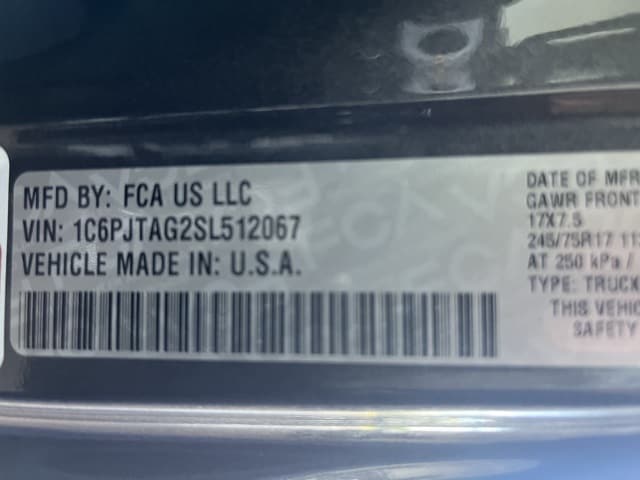 MFD BY: FCA US LLC
VIN: 1C6PJTAG2SL512067
VEHICLE MADE IN: U.S.A.
DATE OF MFR
GAWR FRONT
17X7.5
245/75R17 11
AT 250 kPa /
TYPE: TRUCK
THIS VEHIC
SAFETY